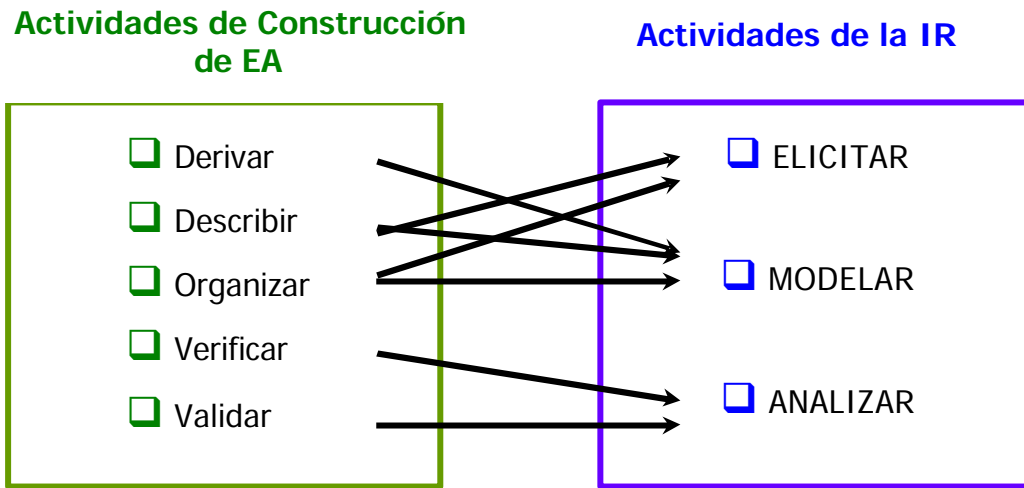 Actividades de Construcción
de EA
Actividades de la IR
Derivar
Describir
Organizar
Verificar
Validar
ELICITAR
MODELAR
ANALIZAR